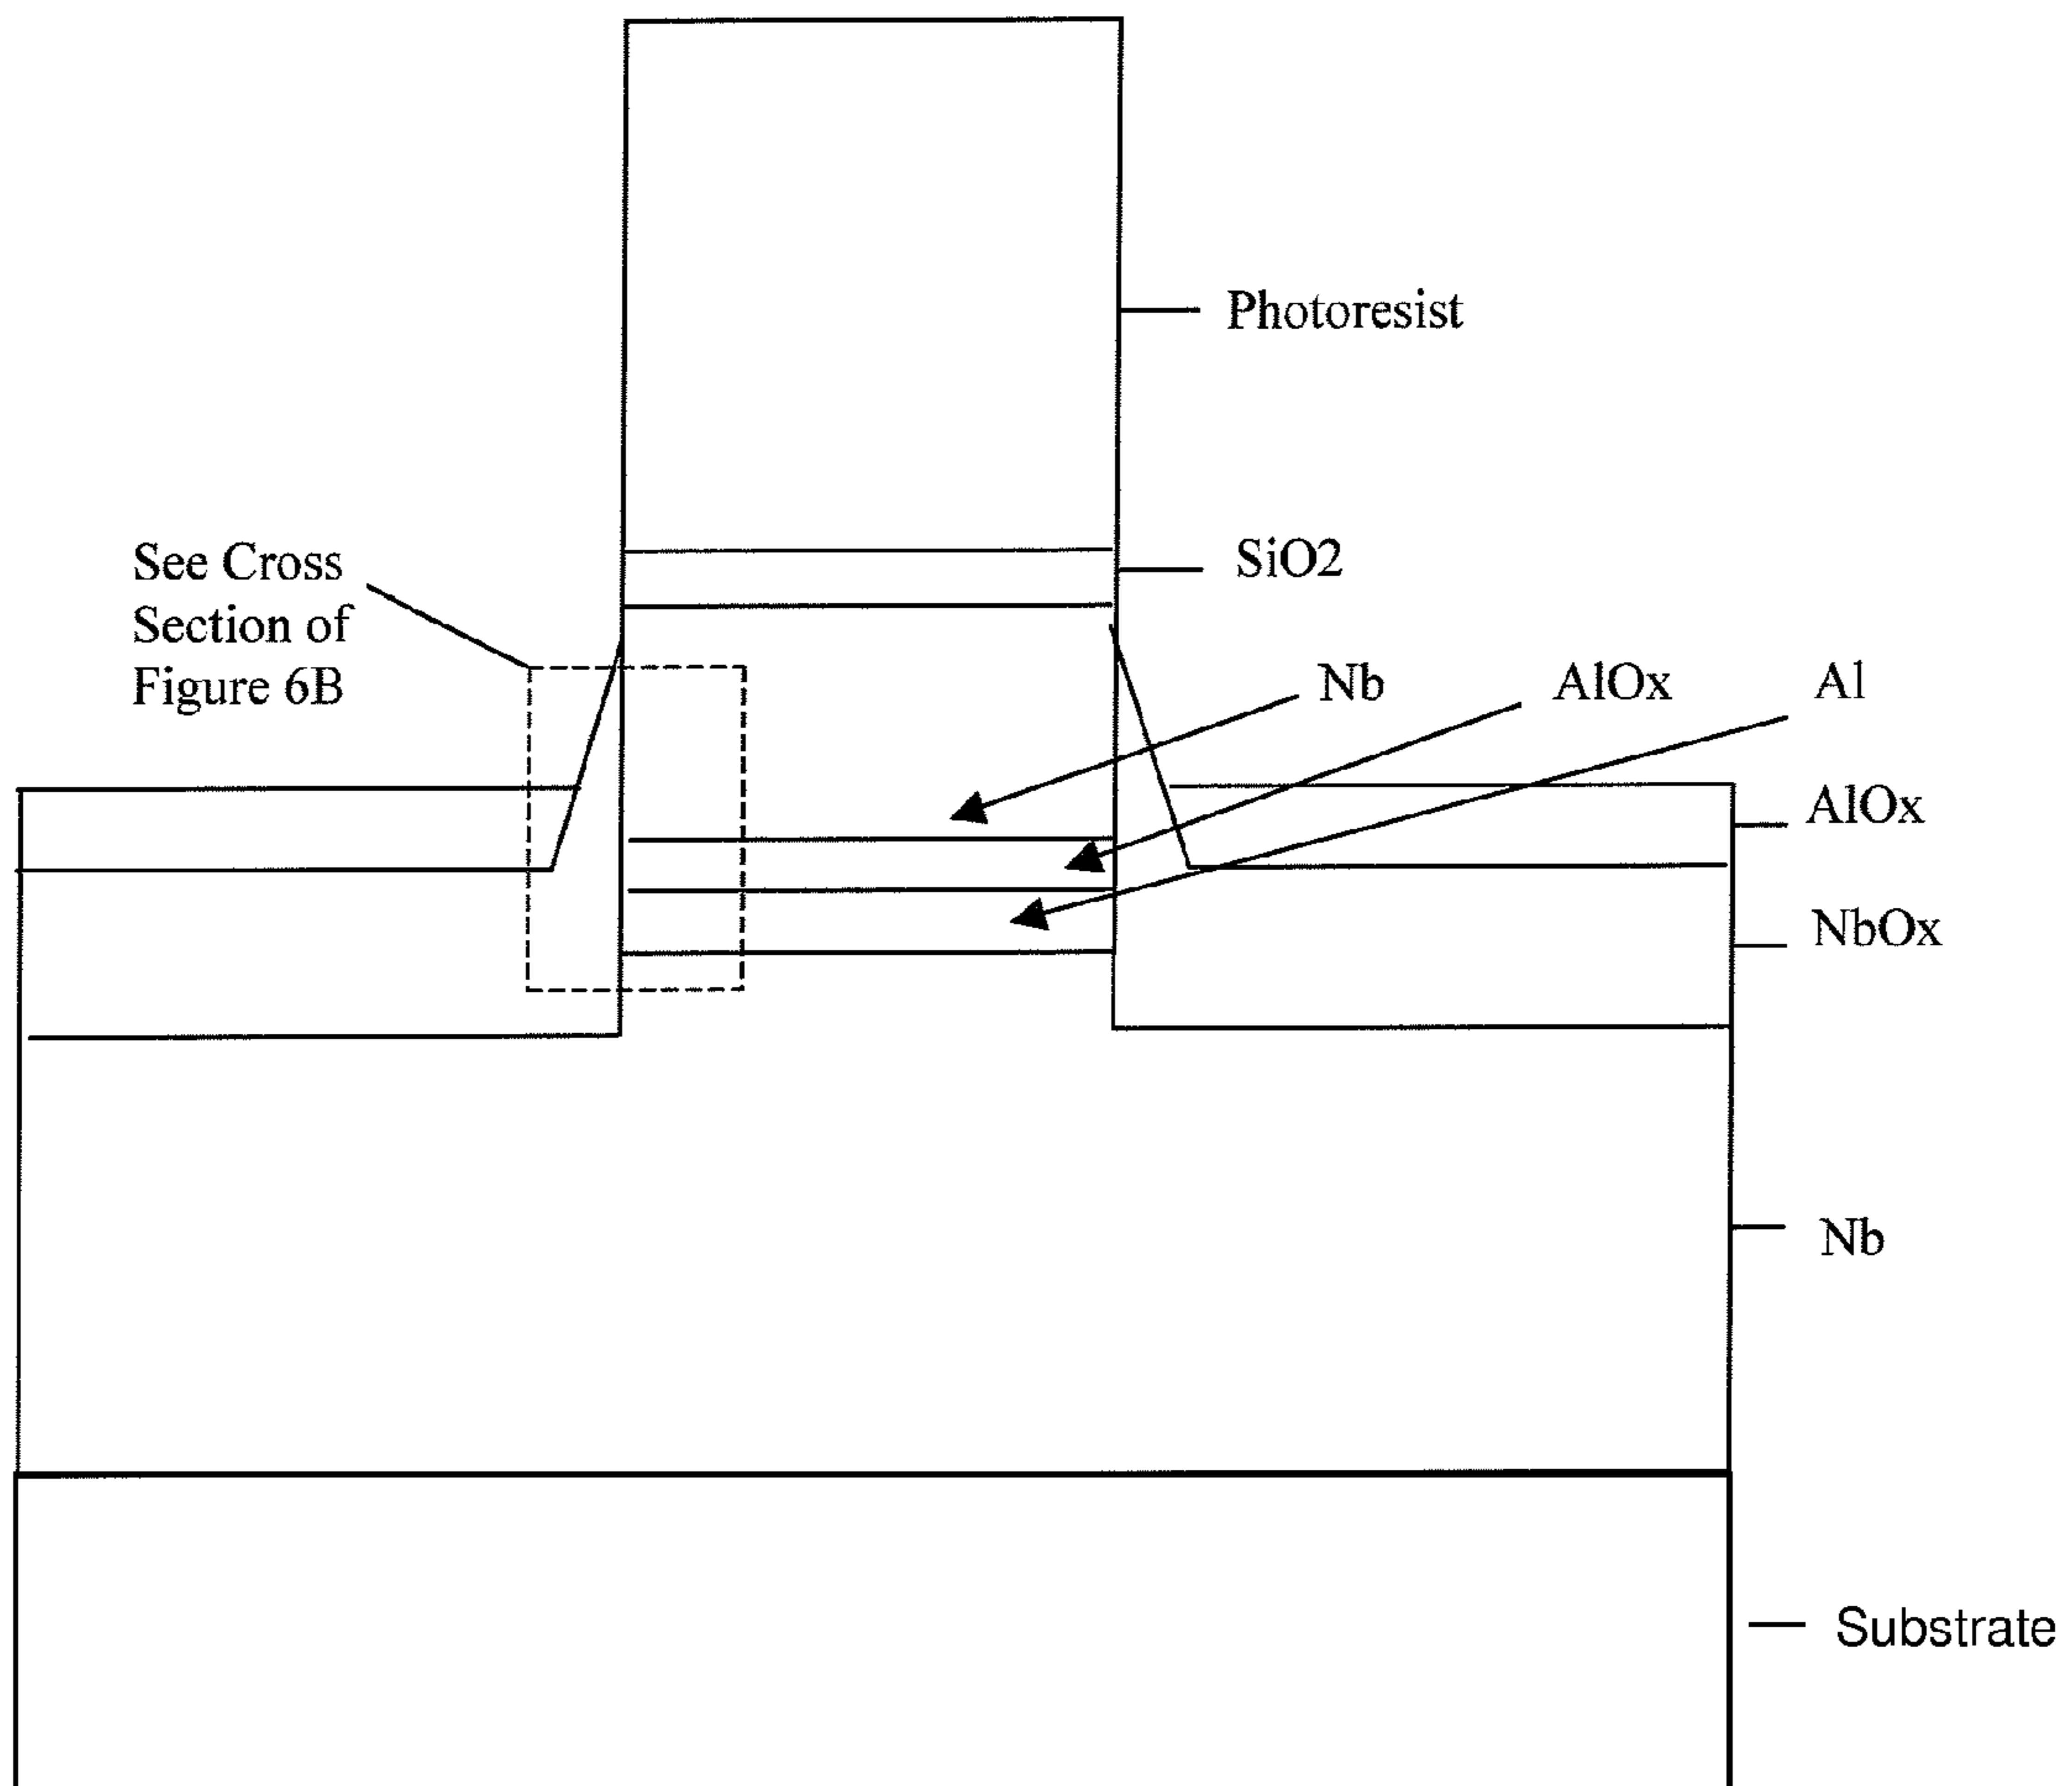 Photoresist
SiO2
See Cross
Section of
Figure 6B
Nb
AlOx
Al
AlOx
NbOx
Nb
Substrate